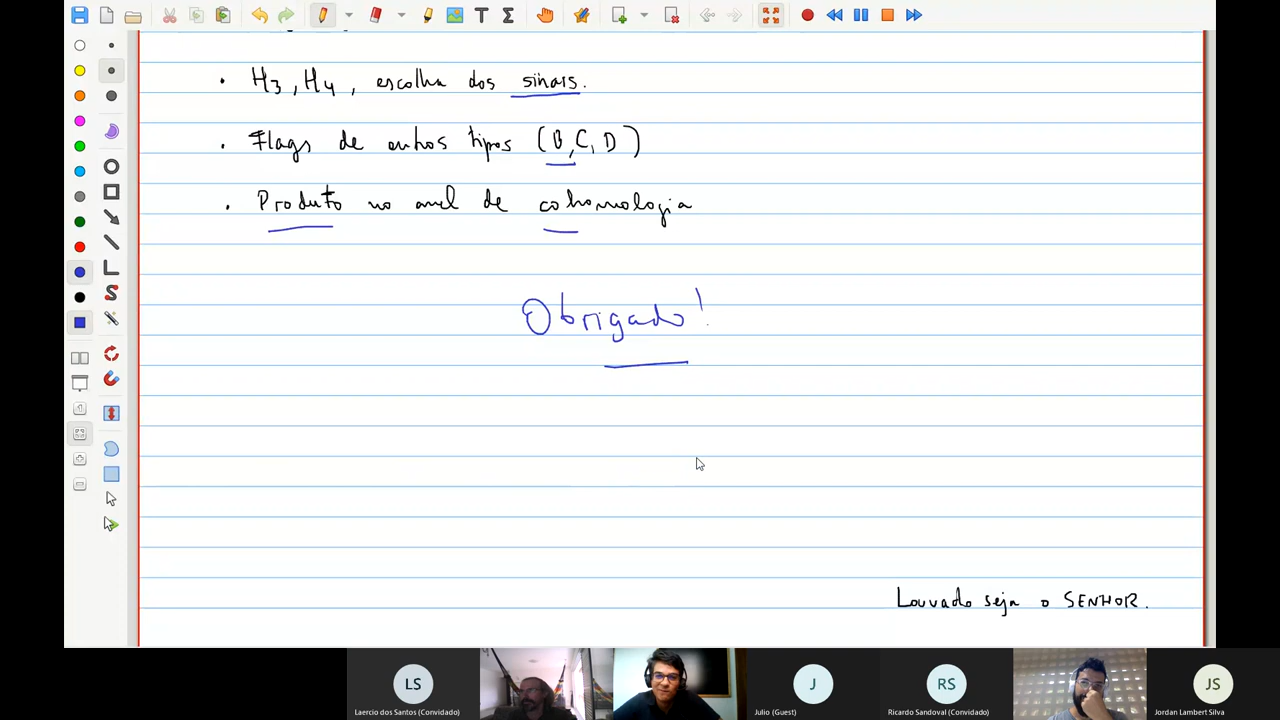 • H3, H4, escolha dos sinais.
• Flags de outros tipos (B, C, D)
• Produto no anel de cohomologia
Obrigado!
Louvado seja o SENHOR.
LS
J
RS
JS
Laercio dos Santos (Convidado)
Julio (Guest)
Ricardo Sandoval (Convidado)
Jordan Lambert Silva